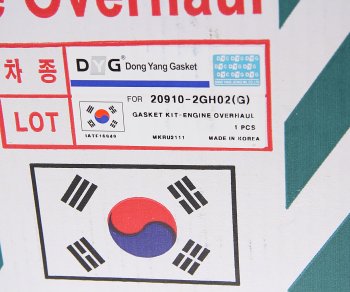 e Overhaul
차종
DYG® Dong Yang Gasket
FOR 20910-2GH02(G)
LOT
GASKET KIT-ENGINE OVERHAUL
1 PCS
IATF16949
MKRU2111
MADE IN KOREA